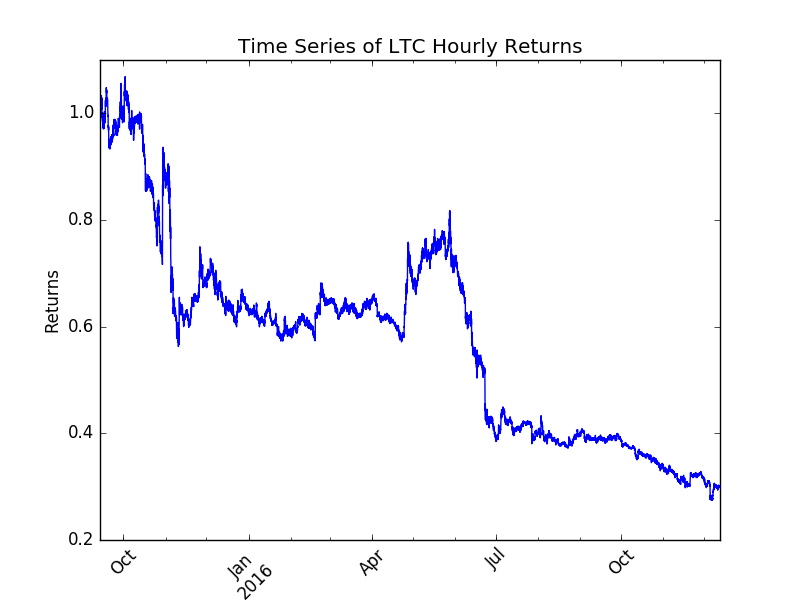 Time Series of LTC Hourly Returns
Returns
1.0
0.8
0.6
0.4
0.2
Oct
Jan
2016
Apr
Jul
Oct